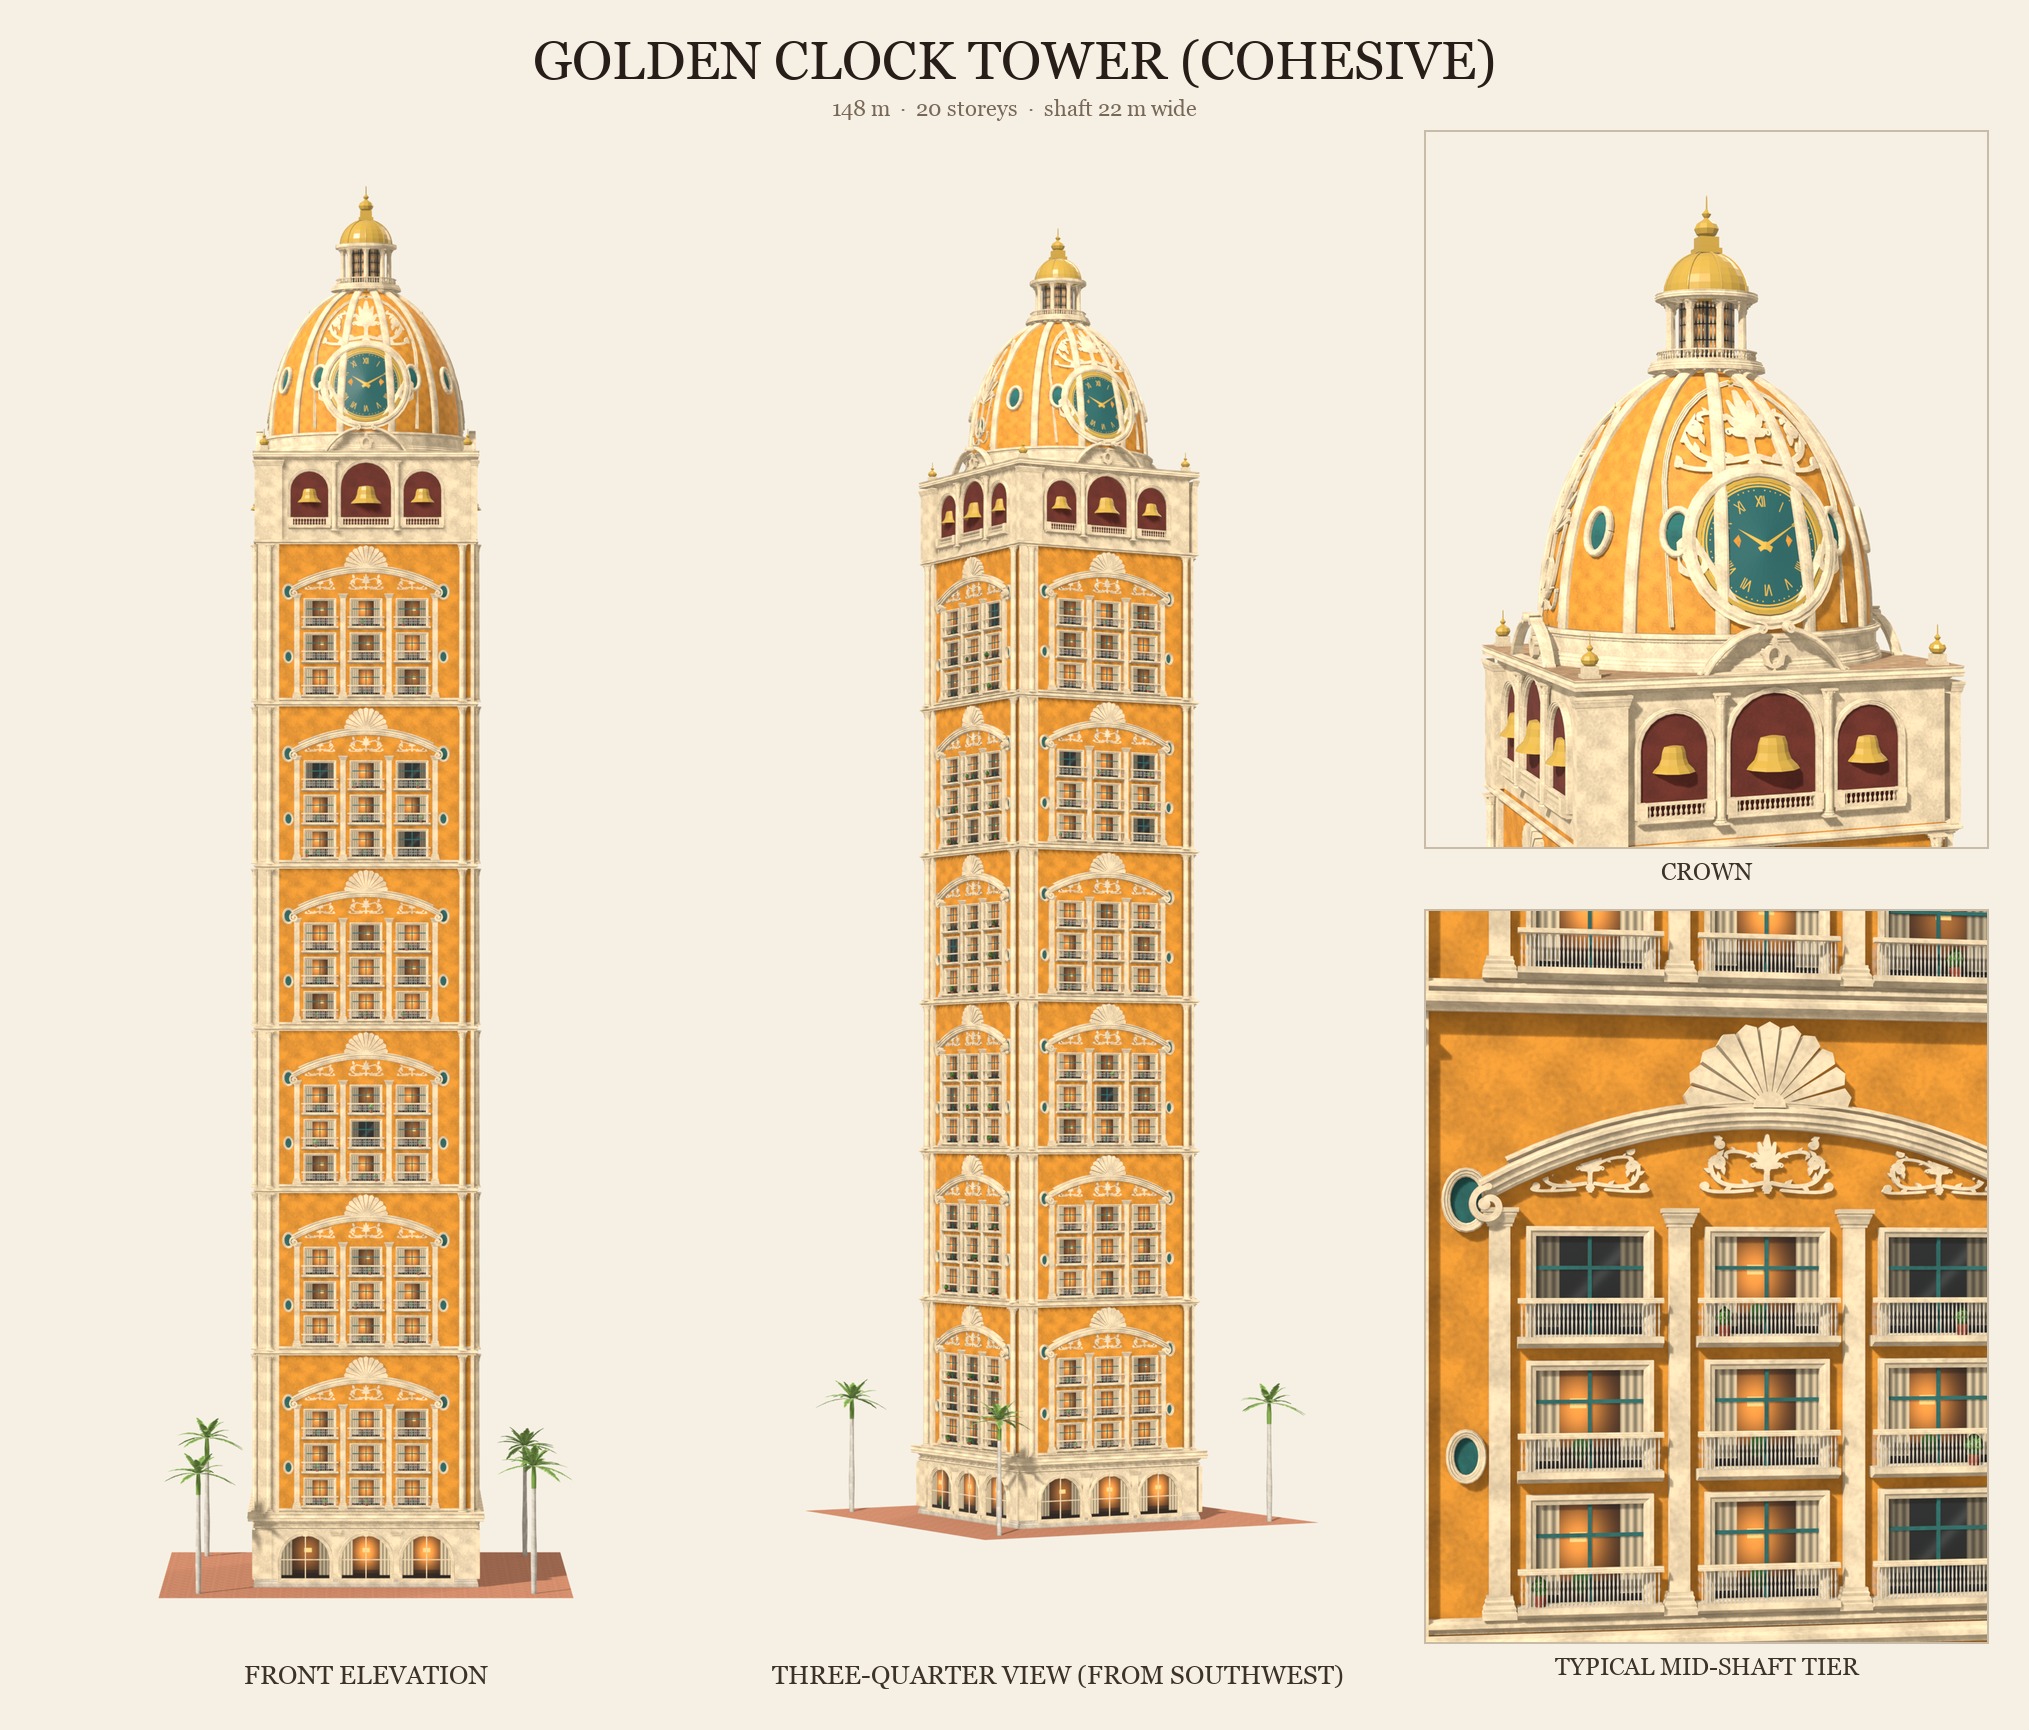 GOLDEN CLOCK TOWER (COHESIVE)
148 m · 20 storeys · shaft 22 m wide
XII
I
CROWN
FRONT ELEVATION
THREE-QUARTER VIEW (FROM SOUTHWEST)
TYPICAL MID-SHAFT TIER